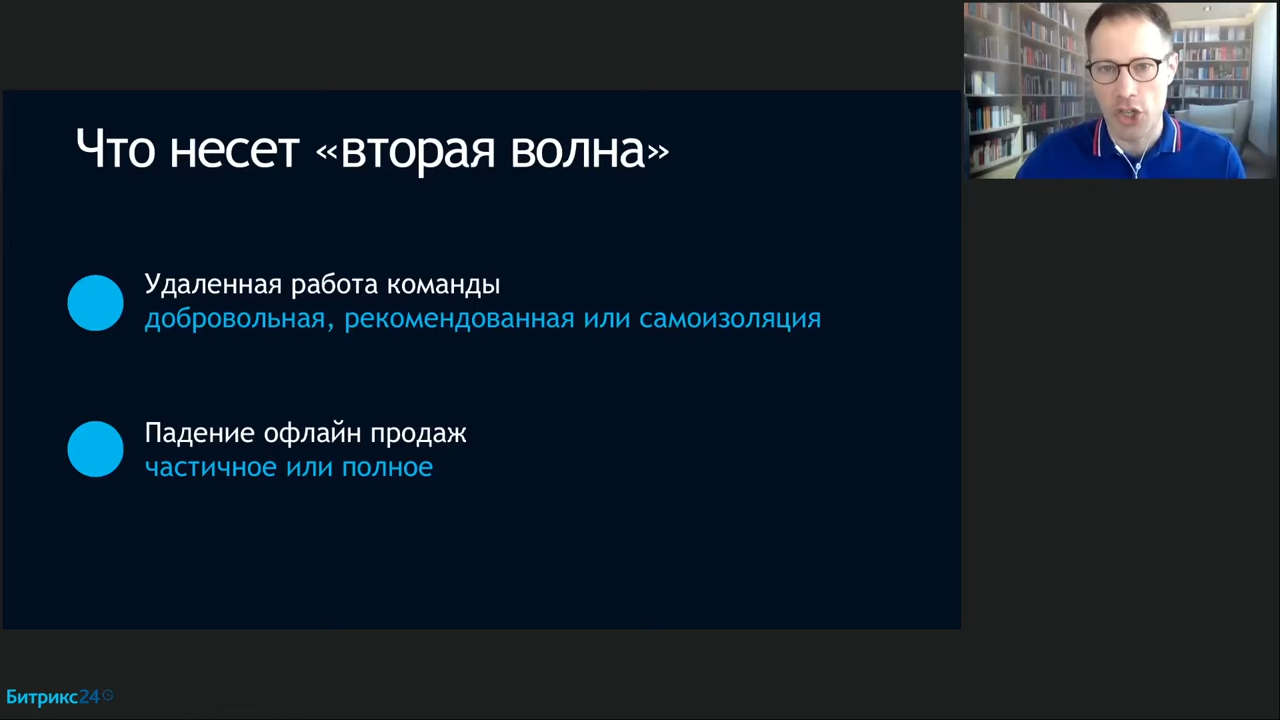 Что несет «вторая волна»
Удаленная работа команды
добровольная, рекомендованная или самоизоляция
Падение офлайн продаж
частичное или полное
Битрикс24